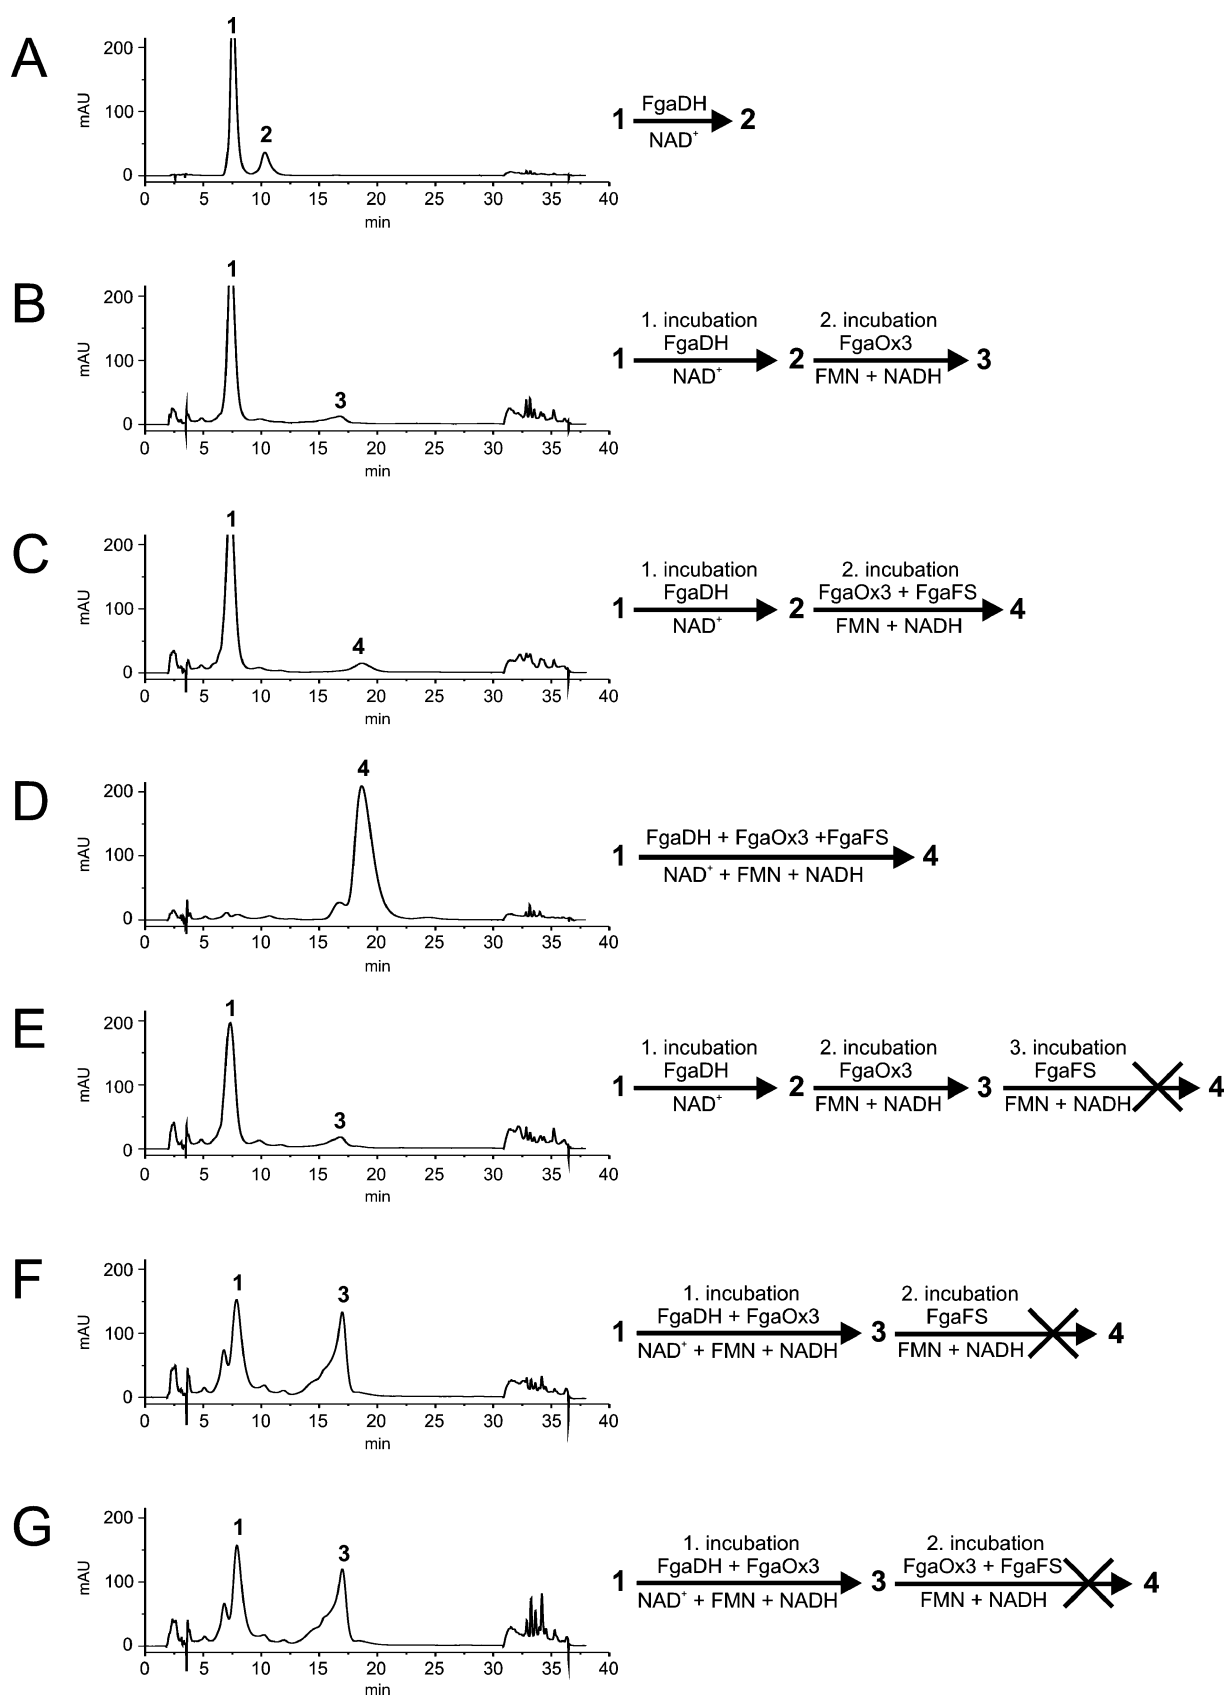 A
1
2
200
100
0
mAU
0 5 10 15 20 25 30 35 40
min
FgaDH
1 2
NAD+
B
1
3
200
100
0
mAU
0 5 10 15 20 25 30 35 40
min
1. incubation 2. incubation
FgaDH FgaOx3
1 2 3
NAD+ FMN + NADH
C
1
4
200
100
0
mAU
0 5 10 15 20 25 30 35 40
min
1. incubation 2. incubation
FgaDH FgaOx3 + FgaFS
1 2 4
NAD+ FMN + NADH
D
4
200
100
0
mAU
0 5 10 15 20 25 30 35 40
min
FgaDH + FgaOx3 +FgaFS
1 4
NAD+ + FMN + NADH
E
1
3
200
100
0
mAU
0 5 10 15 20 25 30 35 40
min
1. incubation 2. incubation 3. incubation
FgaDH FgaOx3 FgaFS
1 2 3 4
NAD+ FMN + NADH FMN + NADH
F
1 3
200
100
0
mAU
0 5 10 15 20 25 30 35 40
min
1. incubation 2. incubation
FgaDH + FgaOx3 FgaFS
1 3 4
NAD+ + FMN + NADH FMN + NADH
G
1
3
200
100
0
mAU
0 5 10 15 20 25 30 35 40
min
1. incubation 2. incubation
FgaDH + FgaOx3 FgaOx3 + FgaFS
1 3 4
NAD+ + FMN + NADH FMN + NADH